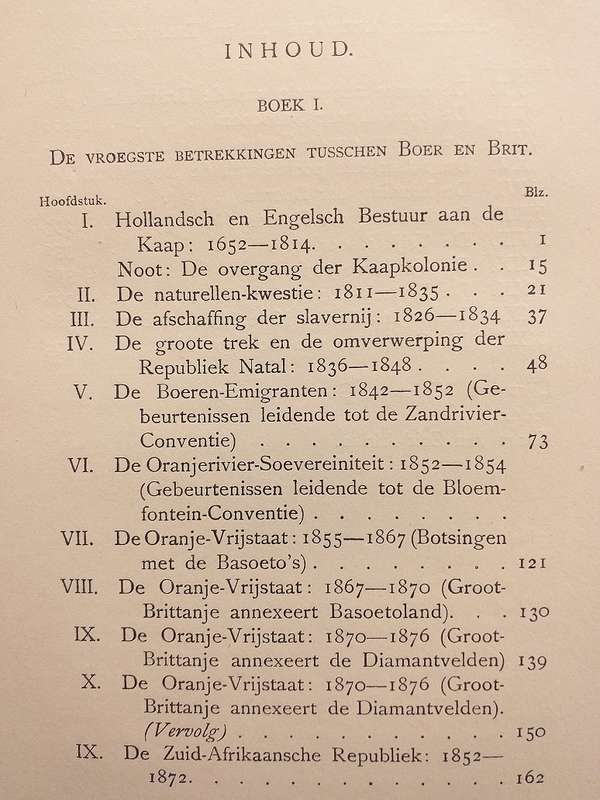 INHOUD.
BOEK I.
DE VROEGSTE BETREKKINGEN TUSSCHEN BOER EN BRIT.
Hoofdstuk. Blz.
I. Hollandsch en Engelsch Bestuur aan de
Kaap: 1652—1814. . . . . . . . 1
Noot: De overgang der Kaapkolonie . . 15
II. De naturellen-kwestie: 1811—1835 . . . 21
III. De afschaffing der slavernij: 1826—1834 37
IV. De groote trek en de omverwerping der
Republiek Natal: 1836—1848 . . . . 48
V. De Boeren-Emigranten: 1842—1852 (Ge-
beurtenissen leidende tot de Zandrivier-
Conventie) . . . . . . . . . . 73
VI. De Oranjerivier-Soevereiniteit: 1852—1854
(Gebeurtenissen leidende tot de Bloem-
fontein-Conventie) . . . . . . . .
VII. De Oranje-Vrijstaat: 1855—1867 (Botsingen
met de Basoeto's) . . . . . . . . 121
VIII. De Oranje-Vrijstaat: 1867—1870 (Groot-
Brittanje annexeert Basoetoland). . . 130
IX. De Oranje-Vrijstaat: 1870—1876 (Groot-
Brittanje annexeert de Diamantvelden) 139
X. De Oranje-Vrijstaat: 1870—1876 (Groot-
Brittanje annexeert de Diamantvelden).
(Vervolg) . . . . . . . . . . . 150
IX. De Zuid-Afrikaansche Republiek: 1852—
1872. . . . . . . . . . . . . 162